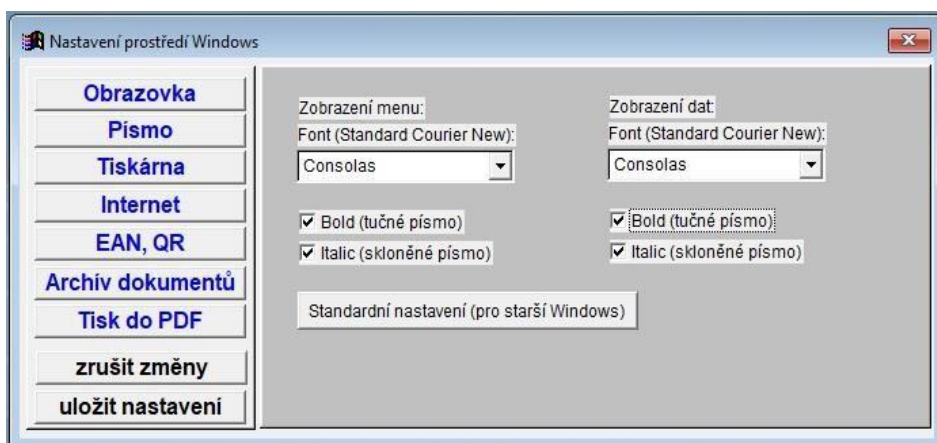 Nastavení prostředí Windows
Obrazovka
Písmo
Tiskárna
Internet
EAN, QR
Archív dokumentů
Tisk do PDF
zrušit změny
uložit nastavení
Zobrazení menu:
Font (Standard Courier New):
Consolas
Bold (tučné písmo)
Italic (skloněné písmo)
Zobrazení dat:
Font (Standard Courier New):
Consolas
Bold (tučné písmo)
Italic (skloněné písmo)
Standardní nastavení (pro starší Windows)